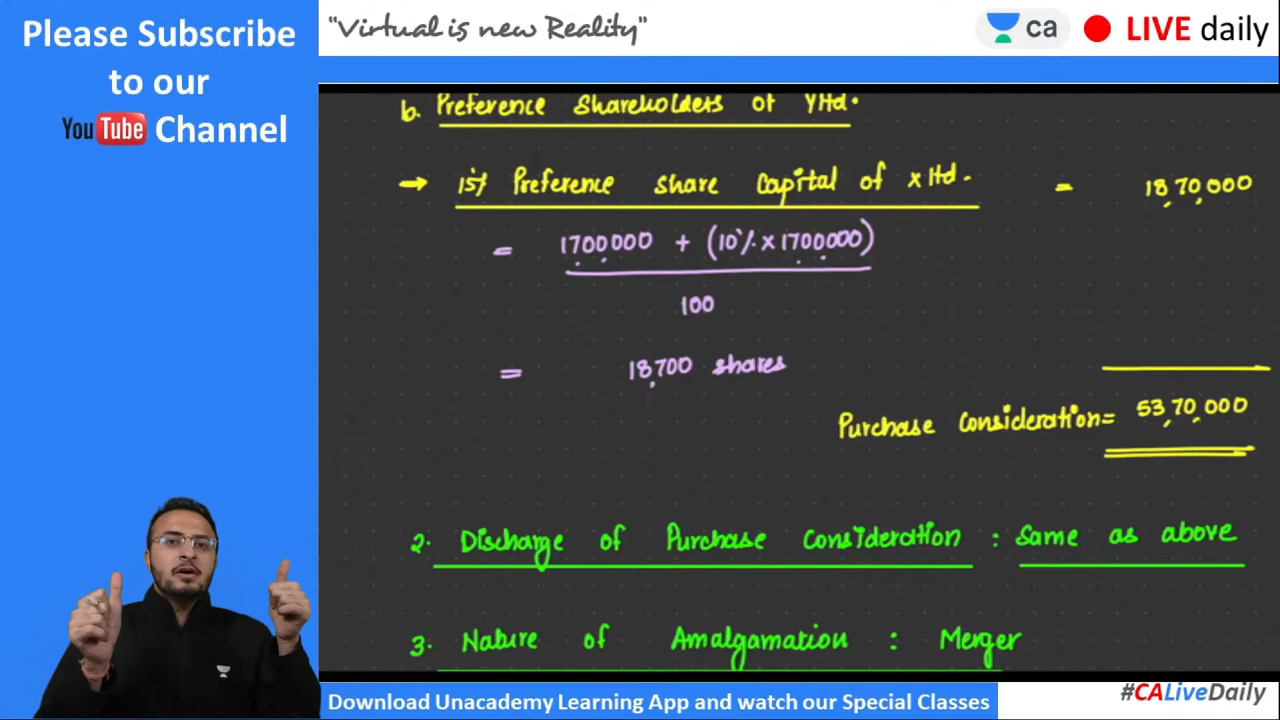 Please Subscribe
to our
YouTube Channel
"Virtual is new Reality"
ca
LIVE daily
b. Preference Shareholders of Y ltd.
→ 15% Preference share Capital of X ltd. = 18,70,000
= 1700000 + (10% × 1700000)
100
= 18,700 shares
Purchase Consideration = 53,70,000
2. Discharge of Purchase Consideration : Same as above
3. Nature of Amalgamation : Merger
Download Unacademy Learning App and watch our Special Classes
#CALiveDaily